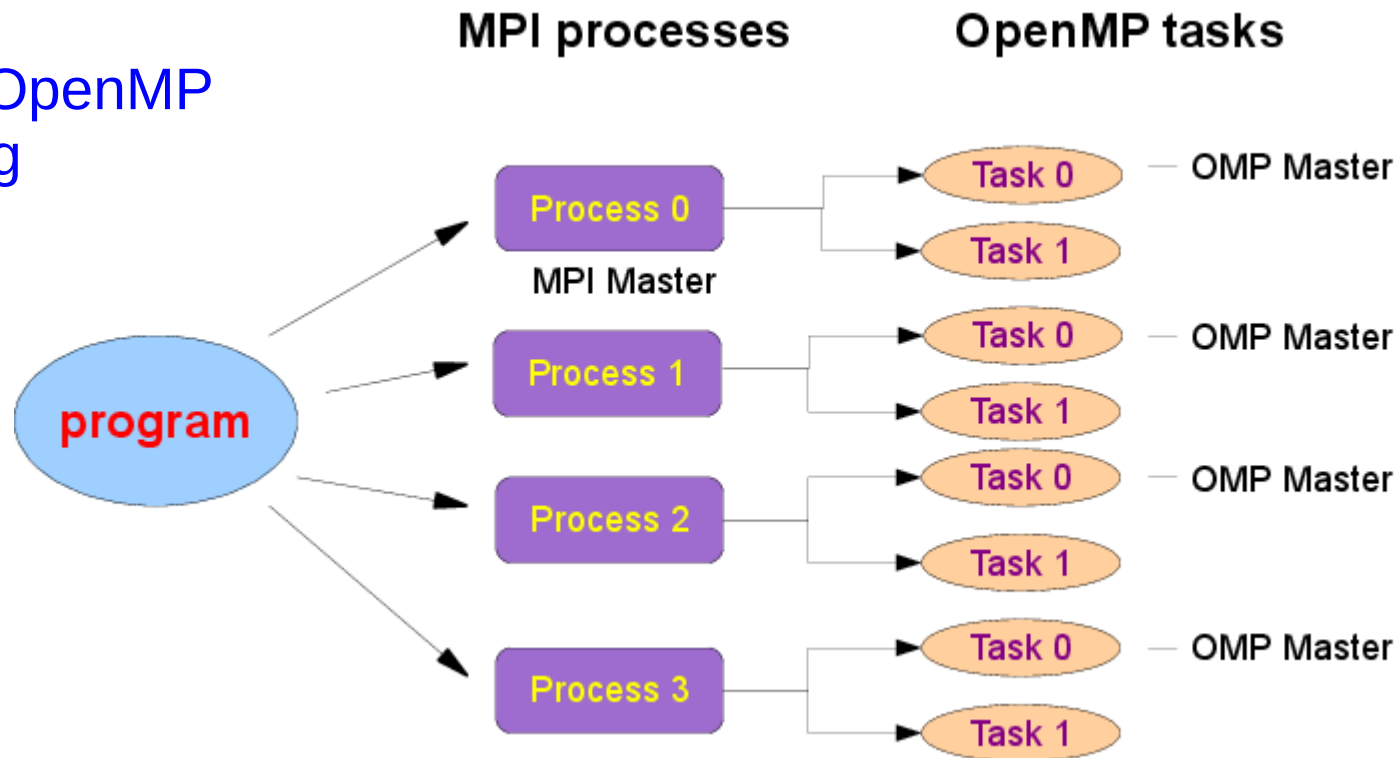 MPI processes
OpenMP tasks
OpenMP
g
Process 0
MPI Master
Process 1
Process 2
Process 3
program
Task 0
OMP Master
Task 1
Task 0
OMP Master
Task 1
Task 0
OMP Master
Task 1
Task 0
OMP Master
Task 1